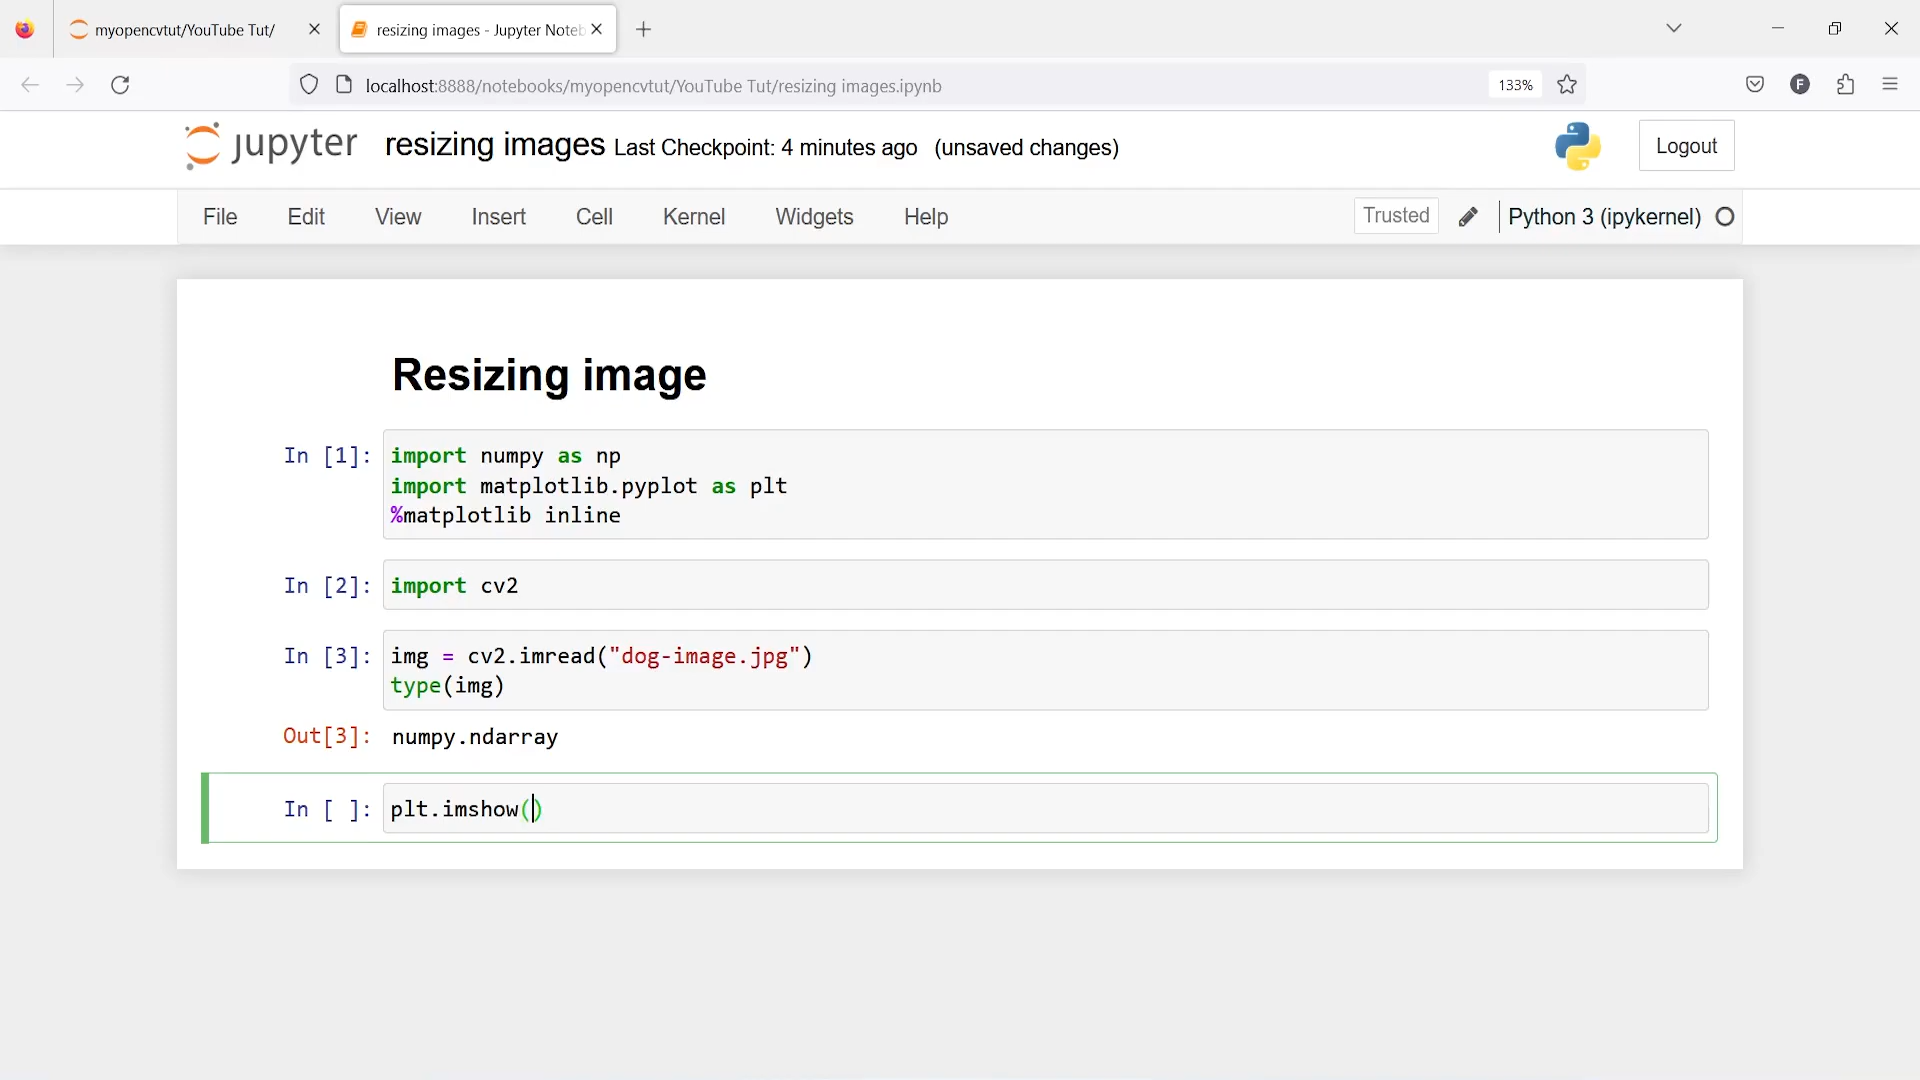 myopencvtut/YouTube Tut/
resizing images - Jupyter Noteb
localhost:8888/notebooks/myopencvtut/YouTube Tut/resizing images.ipynb
133%
F
jupyter resizing images Last Checkpoint: 4 minutes ago (unsaved changes)
Logout
File Edit View Insert Cell Kernel Widgets Help
Trusted
Python 3 (ipykernel)
Resizing image
In [1]: import numpy as np
import matplotlib.pyplot as plt
%matplotlib inline
In [2]: import cv2
In [3]: img = cv2.imread("dog-image.jpg")
type(img)
Out[3]: numpy.ndarray
In [ ]: plt.imshow()